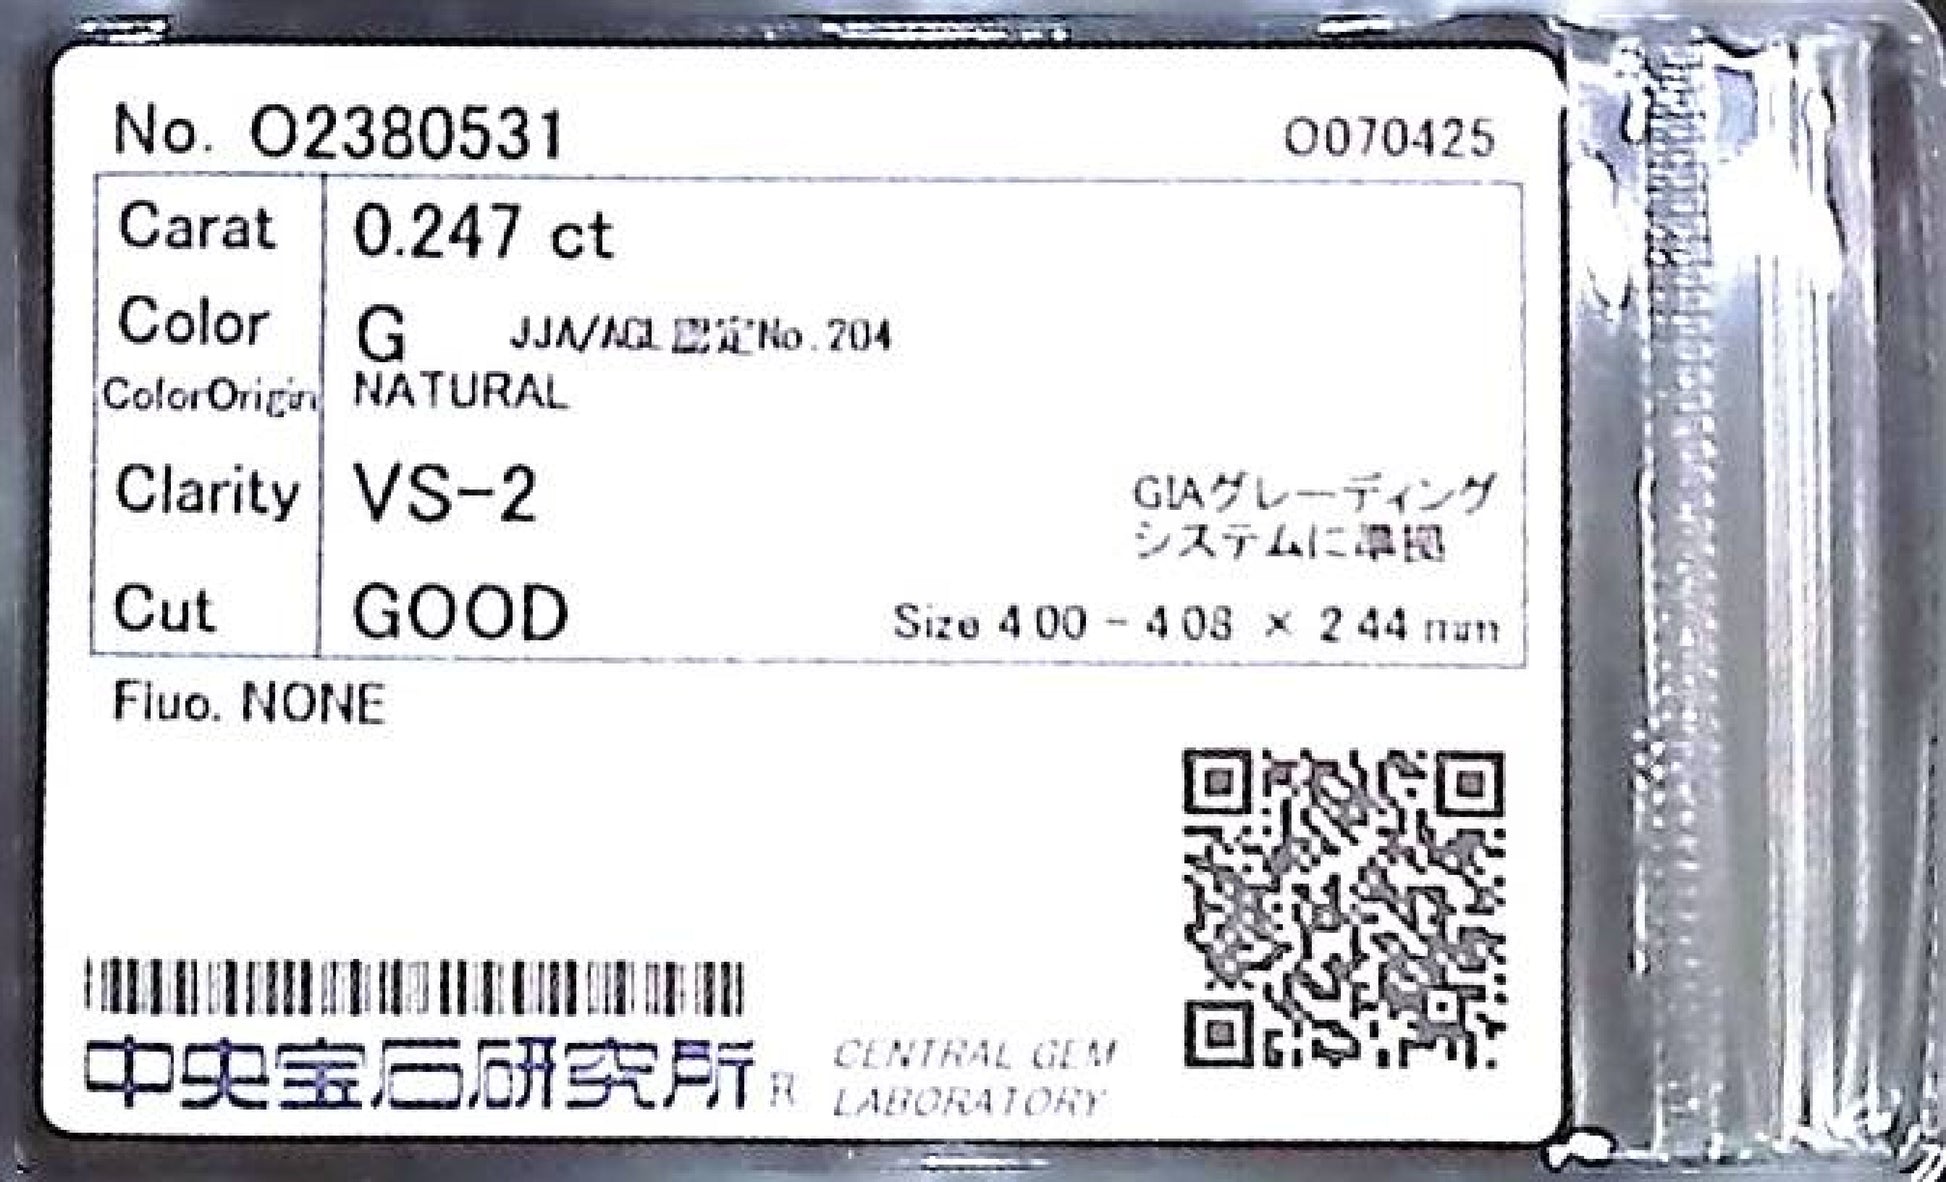 No. O2380531
O070425
Carat 0.247 ct
Color G JJA/AGL認定No.204
ColorOrigin NATURAL
Clarity VS-2
GIAグレーディング
システムに準拠
Cut GOOD
Size 4.00 - 4.08 × 2.44 mm
Fluo. NONE
中央宝石研究所 R
CENTRAL GEM
LABORATORY